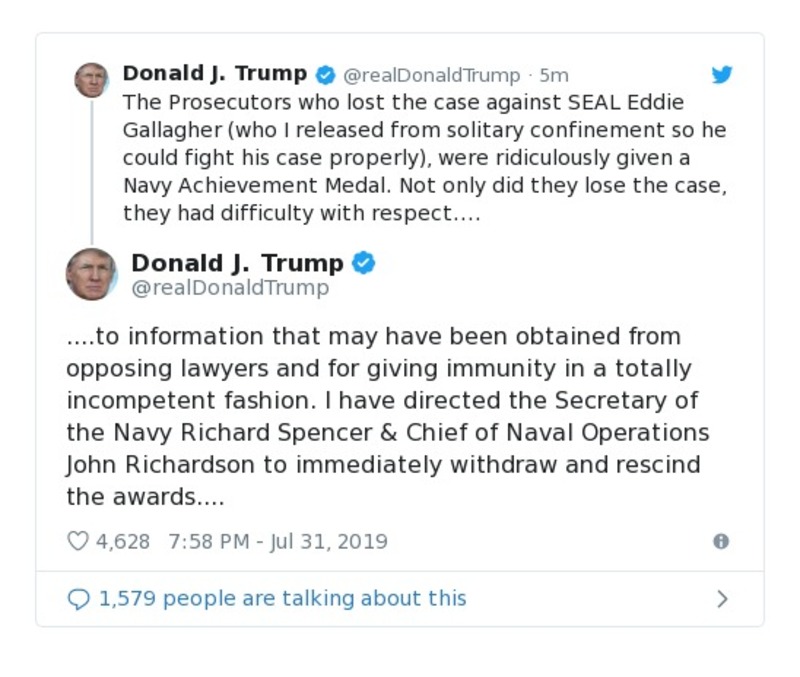 Donald J. Trump @realDonaldTrump · 5m
The Prosecutors who lost the case against SEAL Eddie
Gallagher (who I released from solitary confinement so he
could fight his case properly), were ridiculously given a
Navy Achievement Medal. Not only did they lose the case,
they had difficulty with respect....
Donald J. Trump
@realDonaldTrump
....to information that may have been obtained from
opposing lawyers and for giving immunity in a totally
incompetent fashion. I have directed the Secretary of
the Navy Richard Spencer & Chief of Naval Operations
John Richardson to immediately withdraw and rescind
the awards....
4,628 7:58 PM - Jul 31, 2019
1,579 people are talking about this